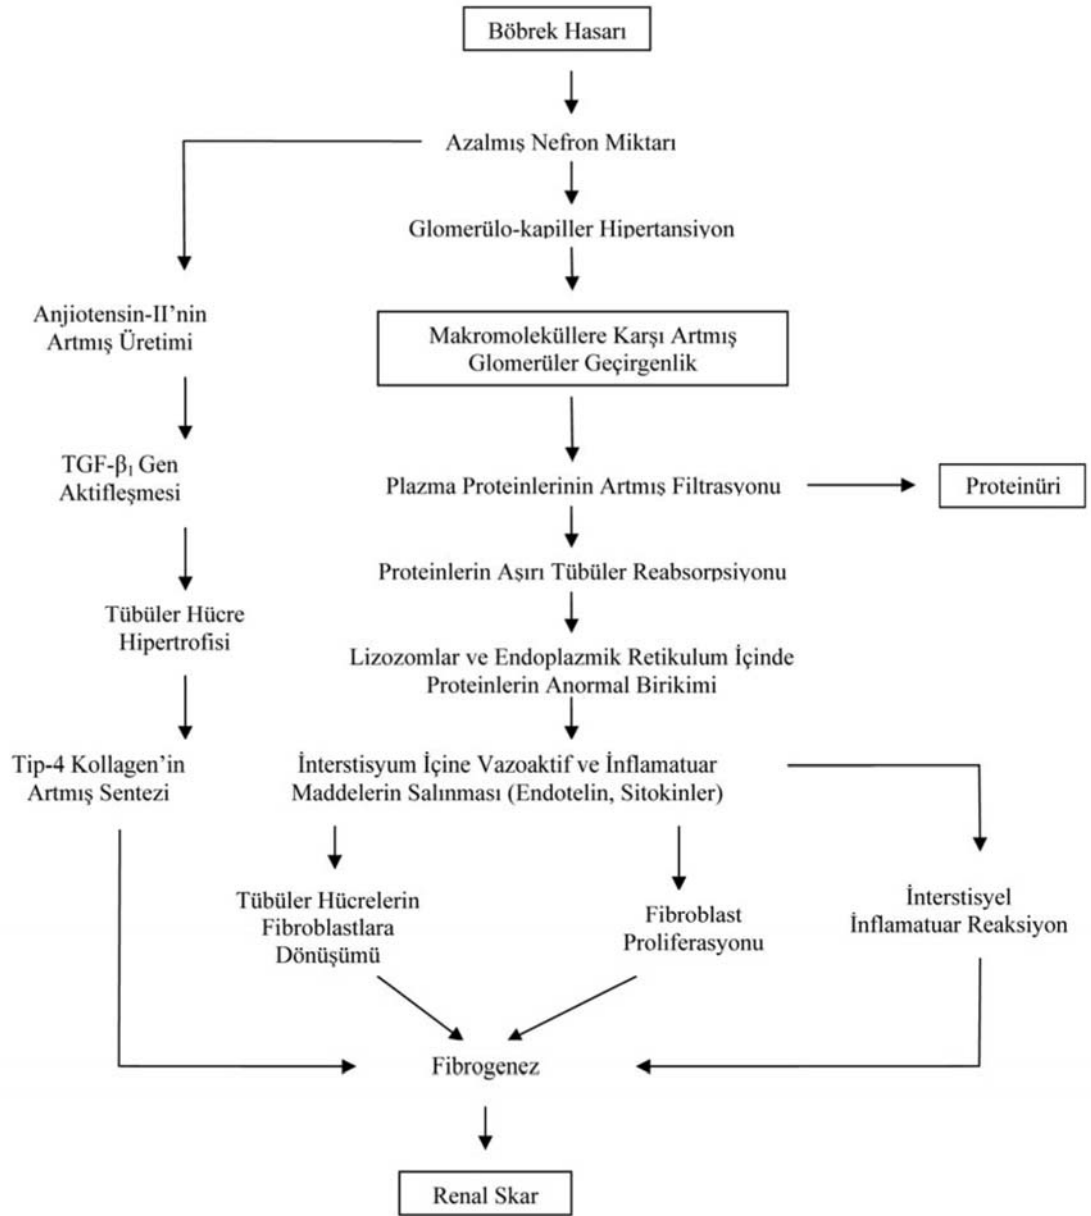 Böbrek Hasarı
Azalmış Nefron Miktarı
Glomerülo-kapiller Hipertansiyon
Anjiotensin-II’nin
Artmış Üretimi
Makromoleküllere Karşı Artmış
Glomerüler Geçirgenlik
TGF-β₁ Gen
Aktifleşmesi
Plazma Proteinlerinin Artmış Filtrasyonu
Proteinüri
Proteinlerin Aşırı Tübüler Reabsorpsiyonu
Tübüler Hücre
Hipertrofisi
Lizozomlar ve Endoplazmik Retikulum İçinde
Proteinlerin Anormal Birikimi
Tip-4 Kollagen’in
Artmış Sentezi
İnterstisyum İçine Vazoaktif ve İnflamatuar
Maddelerin Salınması (Endotelin, Sitokinler)
Tübüler Hücrelerin
Fibroblastlara
Dönüşümü
Fibroblast
Proliferasyonu
İnterstisyel
İnflamatuar Reaksiyon
Fibrogenez
Renal Skar